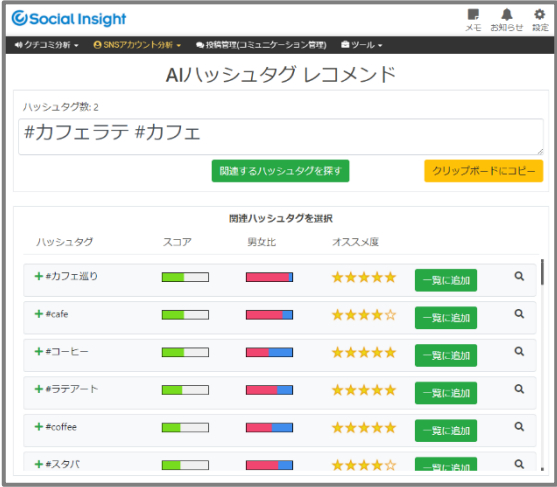 Social Insight
メモ お知らせ 設定
クチコミ分析 SNSアカウント分析 投稿管理(コミュニケーション管理) ツール
AIハッシュタグ レコメンド
ハッシュタグ数: 2
#カフェラテ #カフェ
関連するハッシュタグを探す クリップボードにコピー
関連ハッシュタグを選択
ハッシュタグ スコア 男女比 オススメ度
+ #カフェ巡り ★★★★★ 一覧に追加
+ #cafe ★★★★☆ 一覧に追加
+ #コーヒー ★★★★★ 一覧に追加
+ #ラテアート ★★★★★ 一覧に追加
+ #coffee ★★★★★ 一覧に追加
+ #スタバ ★★★★☆ 一覧に追加